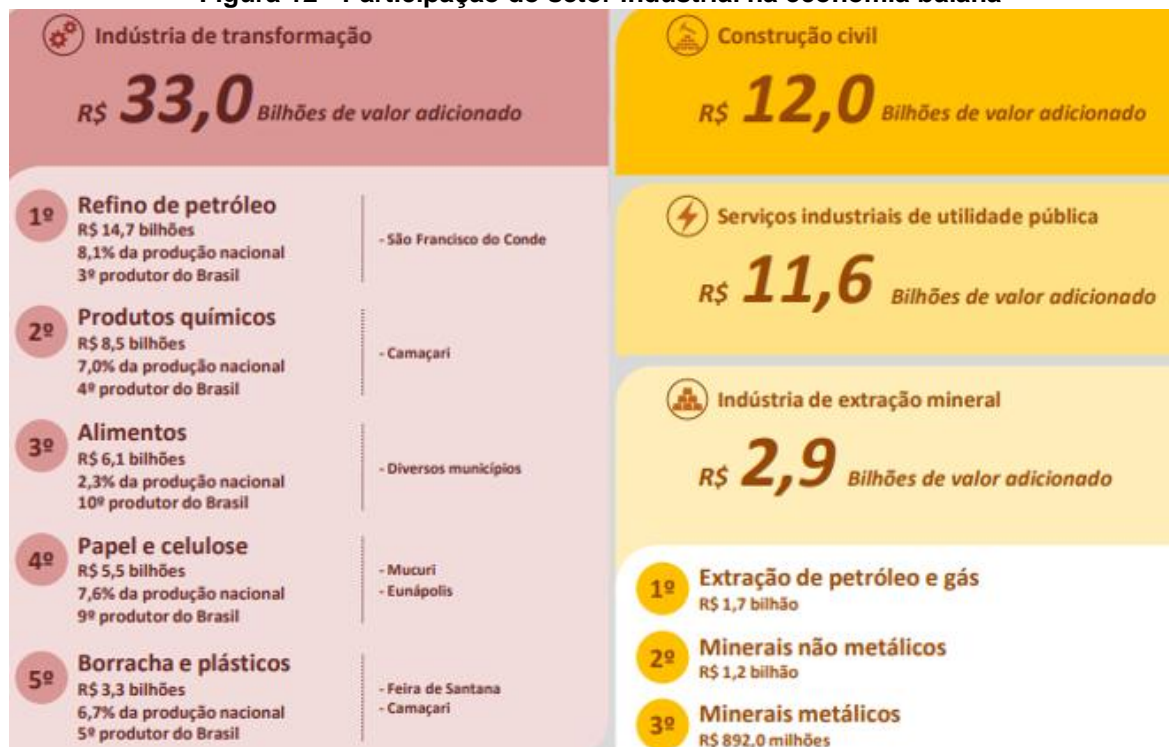 Figura 12 - Participação do setor industrial na economia baiana
Indústria de transformação
R$ 33,0 Bilhões de valor adicionado
1º
Refino de petróleo
R$ 14,7 bilhões
8,1% da produção nacional
3º produtor do Brasil
- São Francisco do Conde
2º
Produtos químicos
R$ 8,5 bilhões
7,0% da produção nacional
4º produtor do Brasil
- Camaçari
3º
Alimentos
R$ 6,1 bilhões
2,3% da produção nacional
10º produtor do Brasil
- Diversos municípios
4º
Papel e celulose
R$ 5,5 bilhões
7,6% da produção nacional
9º produtor do Brasil
- Mucuri
- Eunápolis
5º
Borracha e plásticos
R$ 3,3 bilhões
6,7% da produção nacional
5º produtor do Brasil
- Feira de Santana
- Camaçari
Construção civil
R$ 12,0 Bilhões de valor adicionado
Serviços industriais de utilidade pública
R$ 11,6 Bilhões de valor adicionado
Indústria de extração mineral
R$ 2,9 Bilhões de valor adicionado
1º
Extração de petróleo e gás
R$ 1,7 bilhão
2º
Minerais não metálicos
R$ 1,2 bilhão
3º
Minerais metálicos
R$ 892,0 milhões